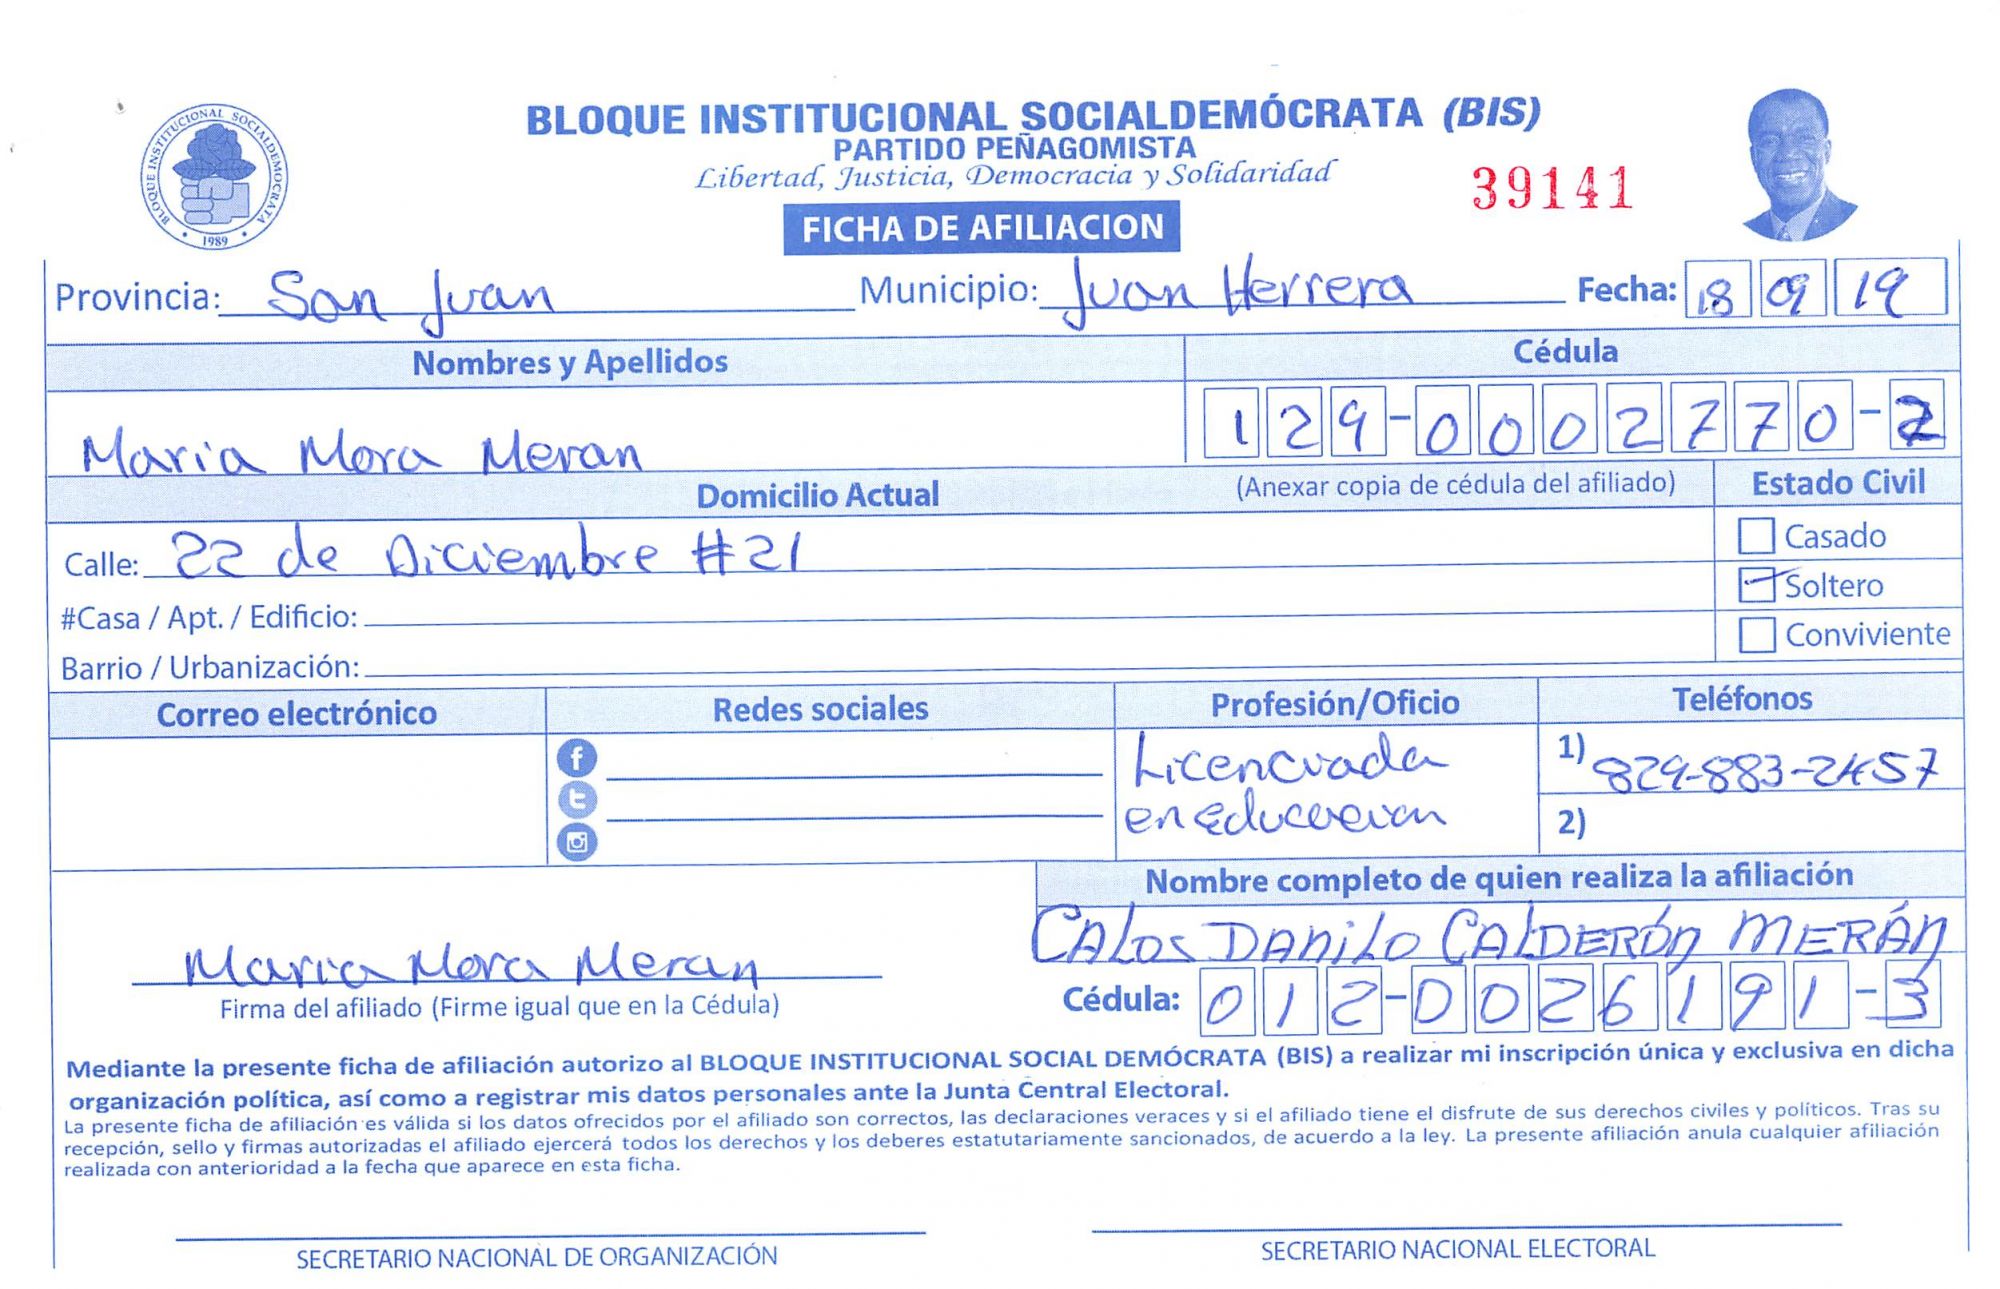 BLOQUE INSTITUCIONAL SOCIALDEMÓCRATA (BIS)
PARTIDO PEÑAGOMISTA
Libertad, Justicia, Democracia y Solidaridad
39141
BLOQUE INSTITUCIONAL SOCIALDEMOCRATA
1989
FICHA DE AFILIACION
Provincia: San Juan Municipio: Juan Herrera Fecha: 18 09 19
Nombres y Apellidos Cédula
Maria Mora Meran 129-0002770-2
Domicilio Actual (Anexar copia de cédula del afiliado) Estado Civil
Calle: 22 de Diciembre #21 Casado
#Casa / Apt. / Edificio: Soltero
Barrio / Urbanización: Conviviente
Correo electrónico Redes sociales Profesión/Oficio Teléfonos
Licenciada 1) 829-883-2457
en Educacion 2)
Nombre completo de quien realiza la afiliación
CALos DANiLO CALDERÓN MERÁN
Maria Mora Meran
Firma del afiliado (Firme igual que en la Cédula) Cédula: 012-0026191-3
Mediante la presente ficha de afiliación autorizo al BLOQUE INSTITUCIONAL SOCIAL DEMÓCRATA (BIS) a realizar mi inscripción única y exclusiva en dicha
organización política, así como a registrar mis datos personales ante la Junta Central Electoral.
La presente ficha de afiliación es válida si los datos ofrecidos por el afiliado son correctos, las declaraciones veraces y si el afiliado tiene el disfrute de sus derechos civiles y políticos. Tras su
recepción, sello y firmas autorizadas el afiliado ejercerá todos los derechos y los deberes estatutariamente sancionados, de acuerdo a la ley. La presente afiliación anula cualquier afiliación
realizada con anterioridad a la fecha que aparece en esta ficha.
SECRETARIO NACIONAL DE ORGANIZACIÓN SECRETARIO NACIONAL ELECTORAL